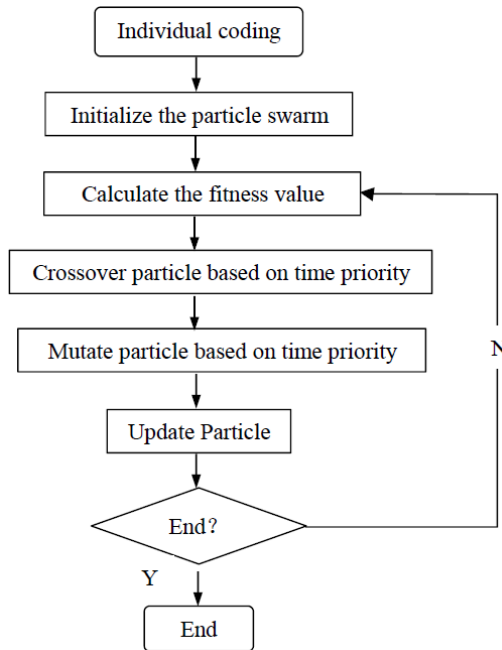 Individual coding
Initialize the particle swarm
Calculate the fitness value
Crossover particle based on time priority
Mutate particle based on time priority
N
Update Particle
End?
Y
End